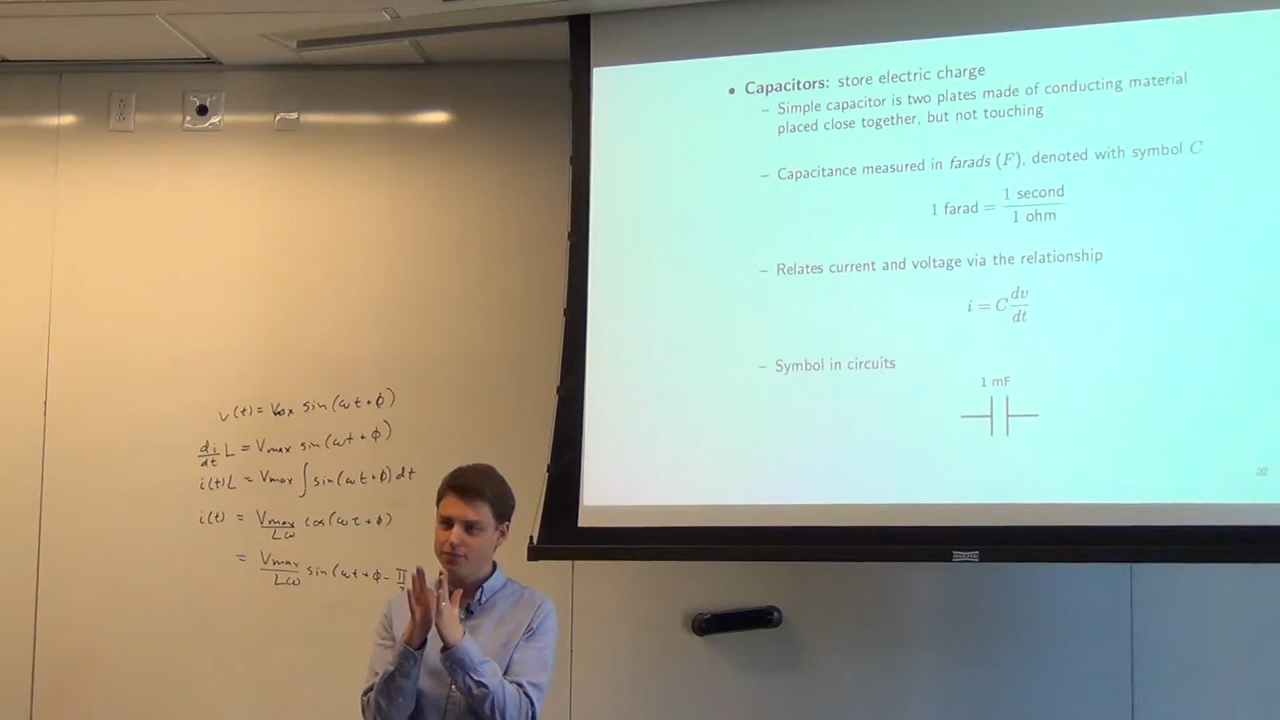 • Capacitors: store electric charge
– Simple capacitor is two plates made of conducting material
placed close together, but not touching
– Capacitance measured in farads (F), denoted with symbol C
1 farad = 1 second / 1 ohm
– Relates current and voltage via the relationship
i = C dv/dt
– Symbol in circuits
1 mF
v(t) = Vmax sin(ωt+ϕ)
di/dt L = Vmax sin(ωt+ϕ)
i(t)L = Vmax ∫ sin(ωt+ϕ)dt
i(t) = Vmax/Lω cos(ωt+ϕ)
= Vmax/Lω sin(ωt+ϕ-π